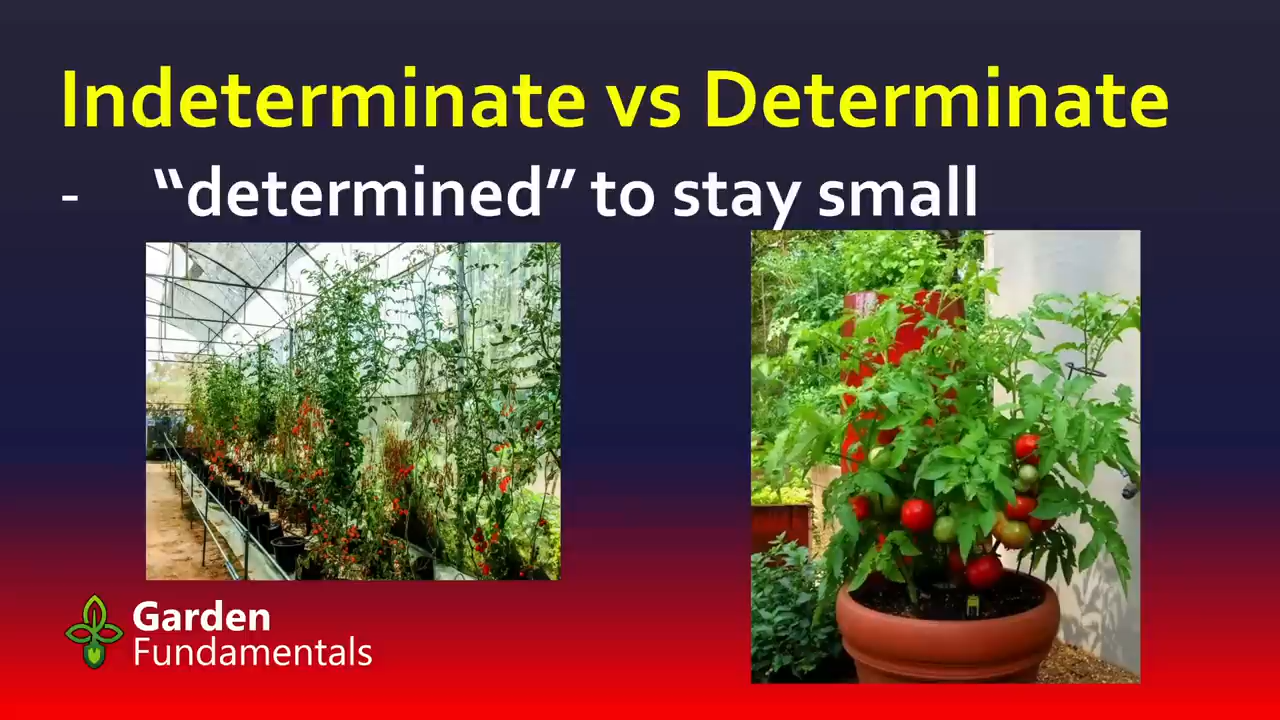 Indeterminate vs Determinate
- “determined” to stay small
Garden
Fundamentals